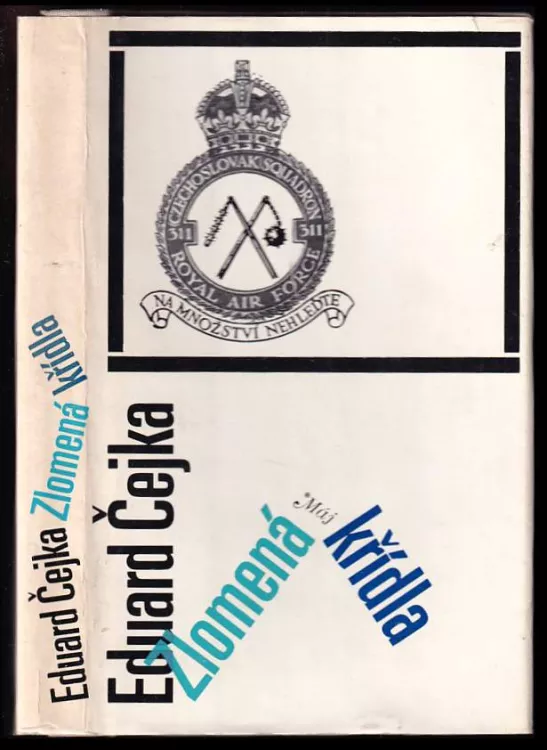 CZECHOSLOVAK SQUADRON
311
311
ROYAL AIR FORCE
NA MNOŽSTVÍ NEHLEĎTE
Eduard Čejka
Zlomená
Máj
křídla
Eduard Čejka Zlomená křídla